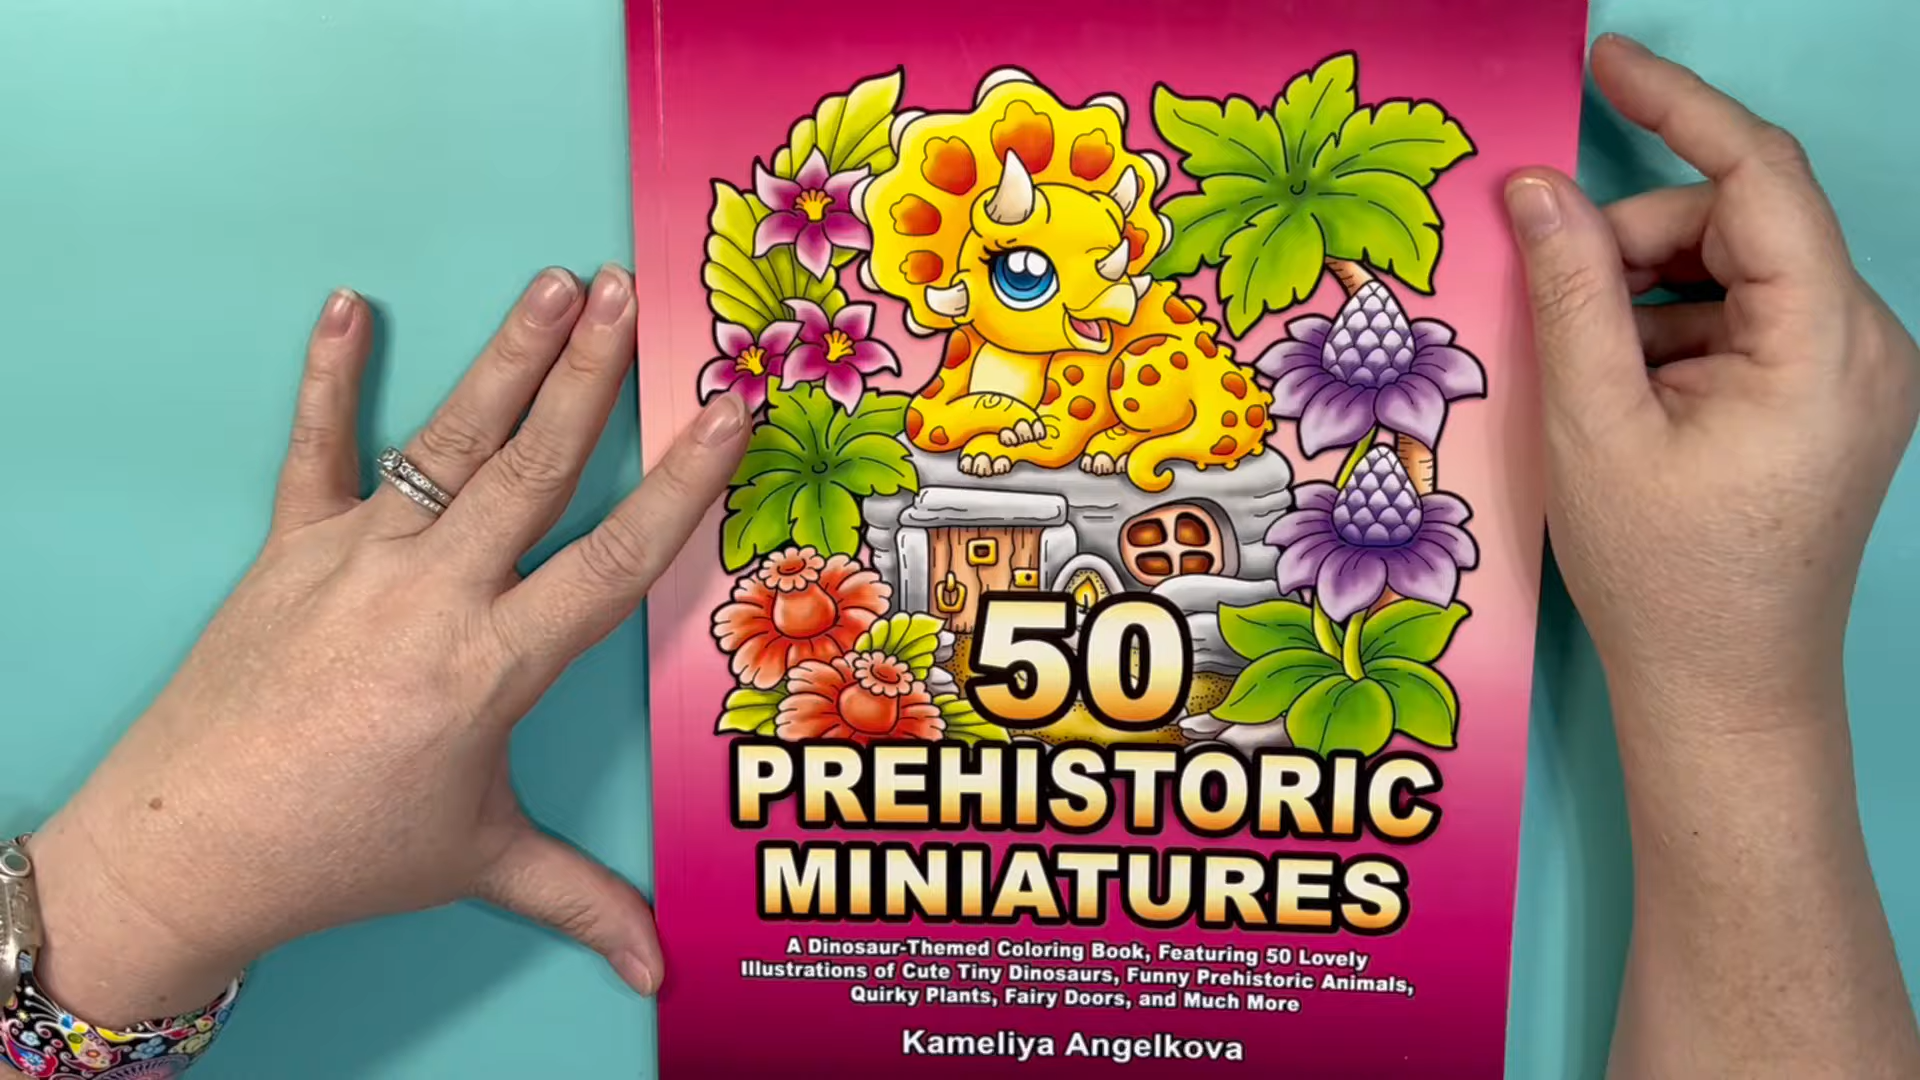 50
PREHISTORIC
MINIATURES
A Dinosaur-Themed Coloring Book, Featuring 50 Lovely
Illustrations of Cute Tiny Dinosaurs, Funny Prehistoric Animals,
Quirky Plants, Fairy Doors, and Much More
Kameliya Angelkova